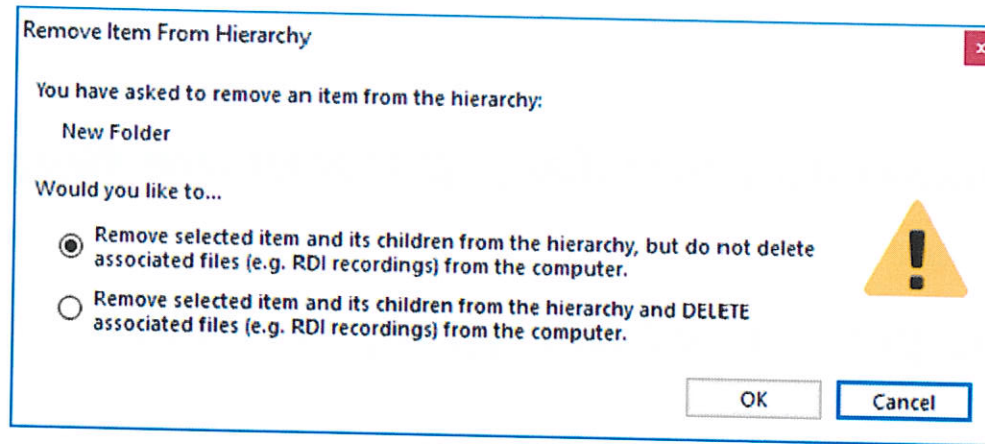 Remove Item From Hierarchy
x
You have asked to remove an item from the hierarchy:
New Folder
Would you like to...
Remove selected item and its children from the hierarchy, but do not delete
associated files (e.g. RDI recordings) from the computer.
Remove selected item and its children from the hierarchy and DELETE
associated files (e.g. RDI recordings) from the computer.
!
OK
Cancel